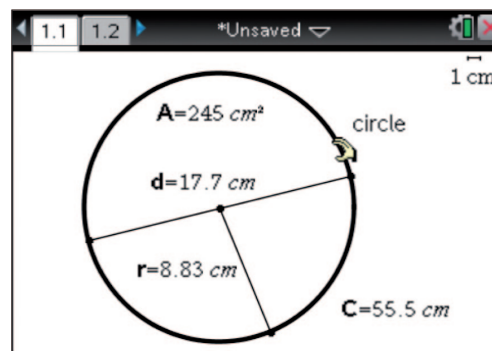 1.1 1.2 *Unsaved
1 cm
A=245 cm²
circle
d=17.7 cm
r=8.83 cm
C=55.5 cm